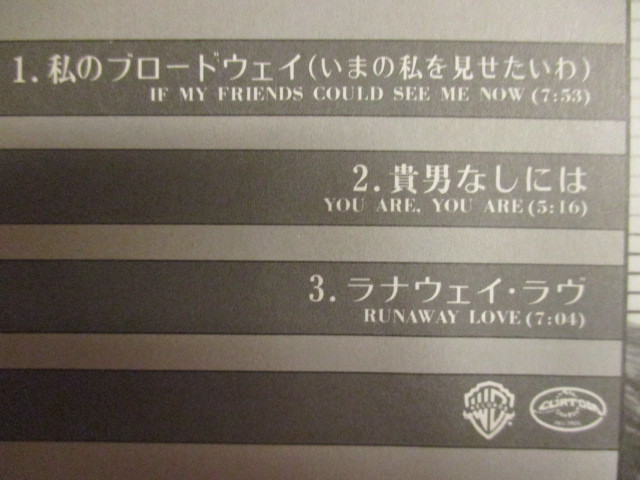 1. 私のブロードウェイ(いまの私を見せたいわ)
IF MY FRIENDS COULD SEE ME NOW (7:53)
2. 貴男なしには
YOU ARE, YOU ARE (5:16)
3. ラナウェイ・ラヴ
RUNAWAY LOVE (7:04)